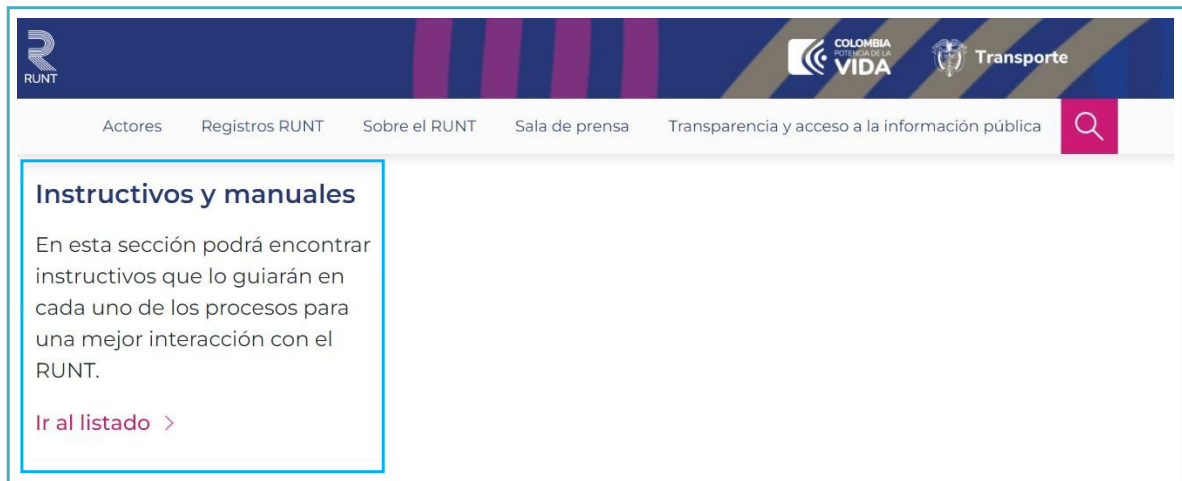 RUNT
COLOMBIA
POTENCIA DE LA
VIDA
Transporte
Actores Registros RUNT Sobre el RUNT Sala de prensa Transparencia y acceso a la información pública
Instructivos y manuales
En esta sección podrá encontrar
instructivos que lo guiarán en
cada uno de los procesos para
una mejor interacción con el
RUNT.
Ir al listado >